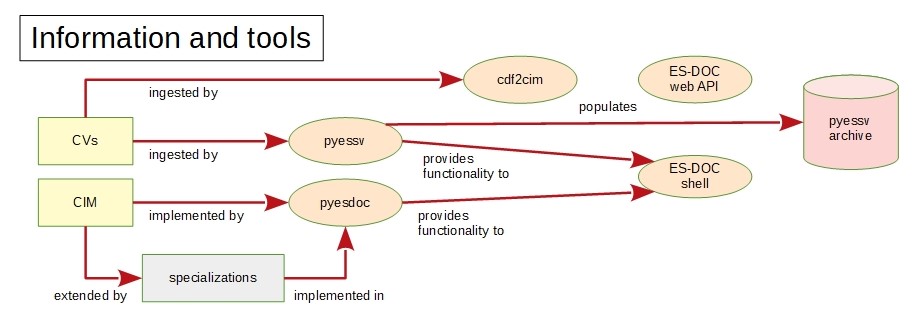 Information and tools
cdf2cim
ES-DOC
web API
ingested by
populates
pyessv
archive
CVs
ingested by
pyessv
provides
functionality to
ES-DOC
shell
CIM
implemented by
pyesdoc
provides
functionality to
specializations
extended by
implemented in